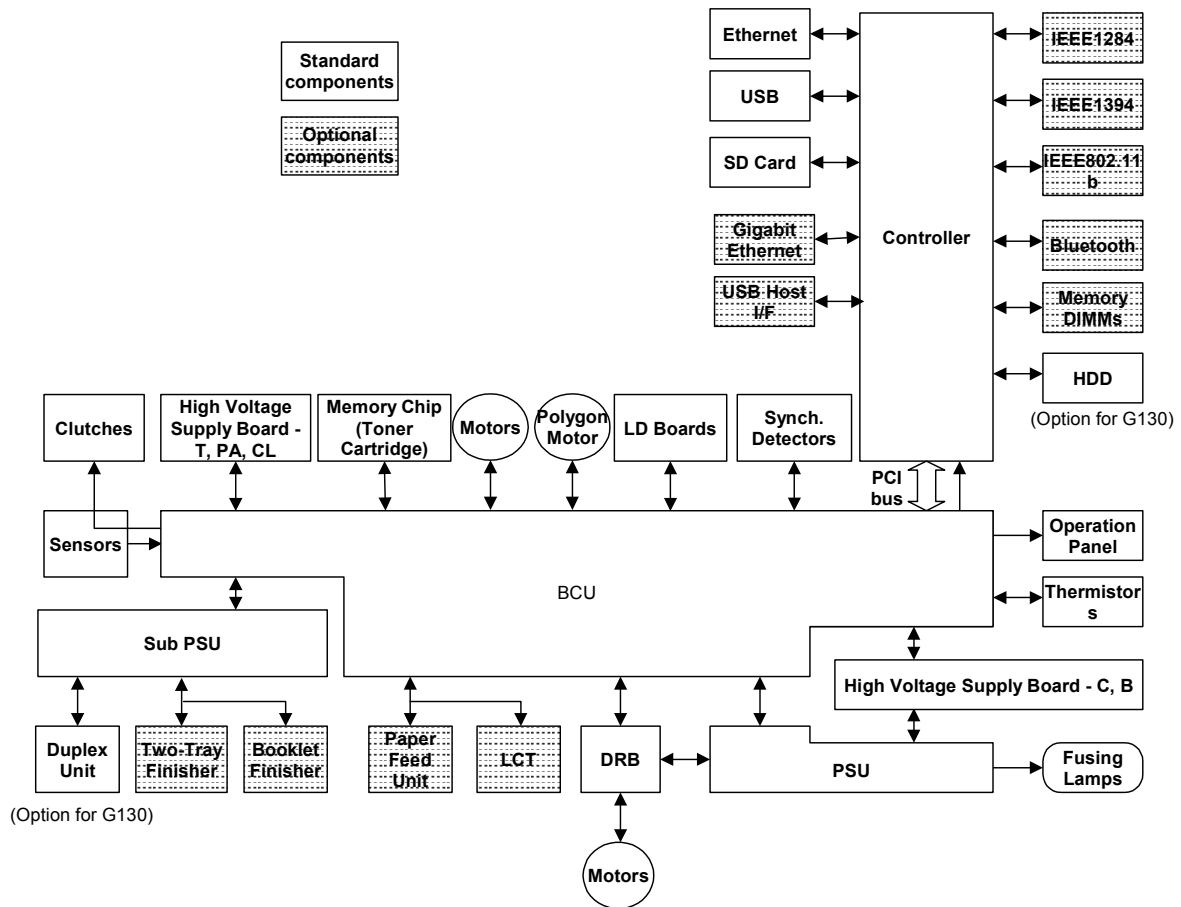 Standard
components
Optional
components
Ethernet
USB
SD Card
Gigabit
Ethernet
USB Host
I/F
Controller
IEEE1284
IEEE1394
IEEE802.11
b
Bluetooth
Memory
DIMMs
HDD
(Option for G130)
Clutches
High Voltage
Supply Board -
T, PA, CL
Memory Chip
(Toner
Cartridge)
Motors
Polygon
Motor
LD Boards
Synch.
Detectors
PCI
bus
Sensors
BCU
Operation
Panel
Thermistor
s
Sub PSU
High Voltage Supply Board - C, B
Duplex
Unit
(Option for G130)
Two-Tray
Finisher
Booklet
Finisher
Paper
Feed
Unit
LCT
DRB
PSU
Fusing
Lamps
Motors